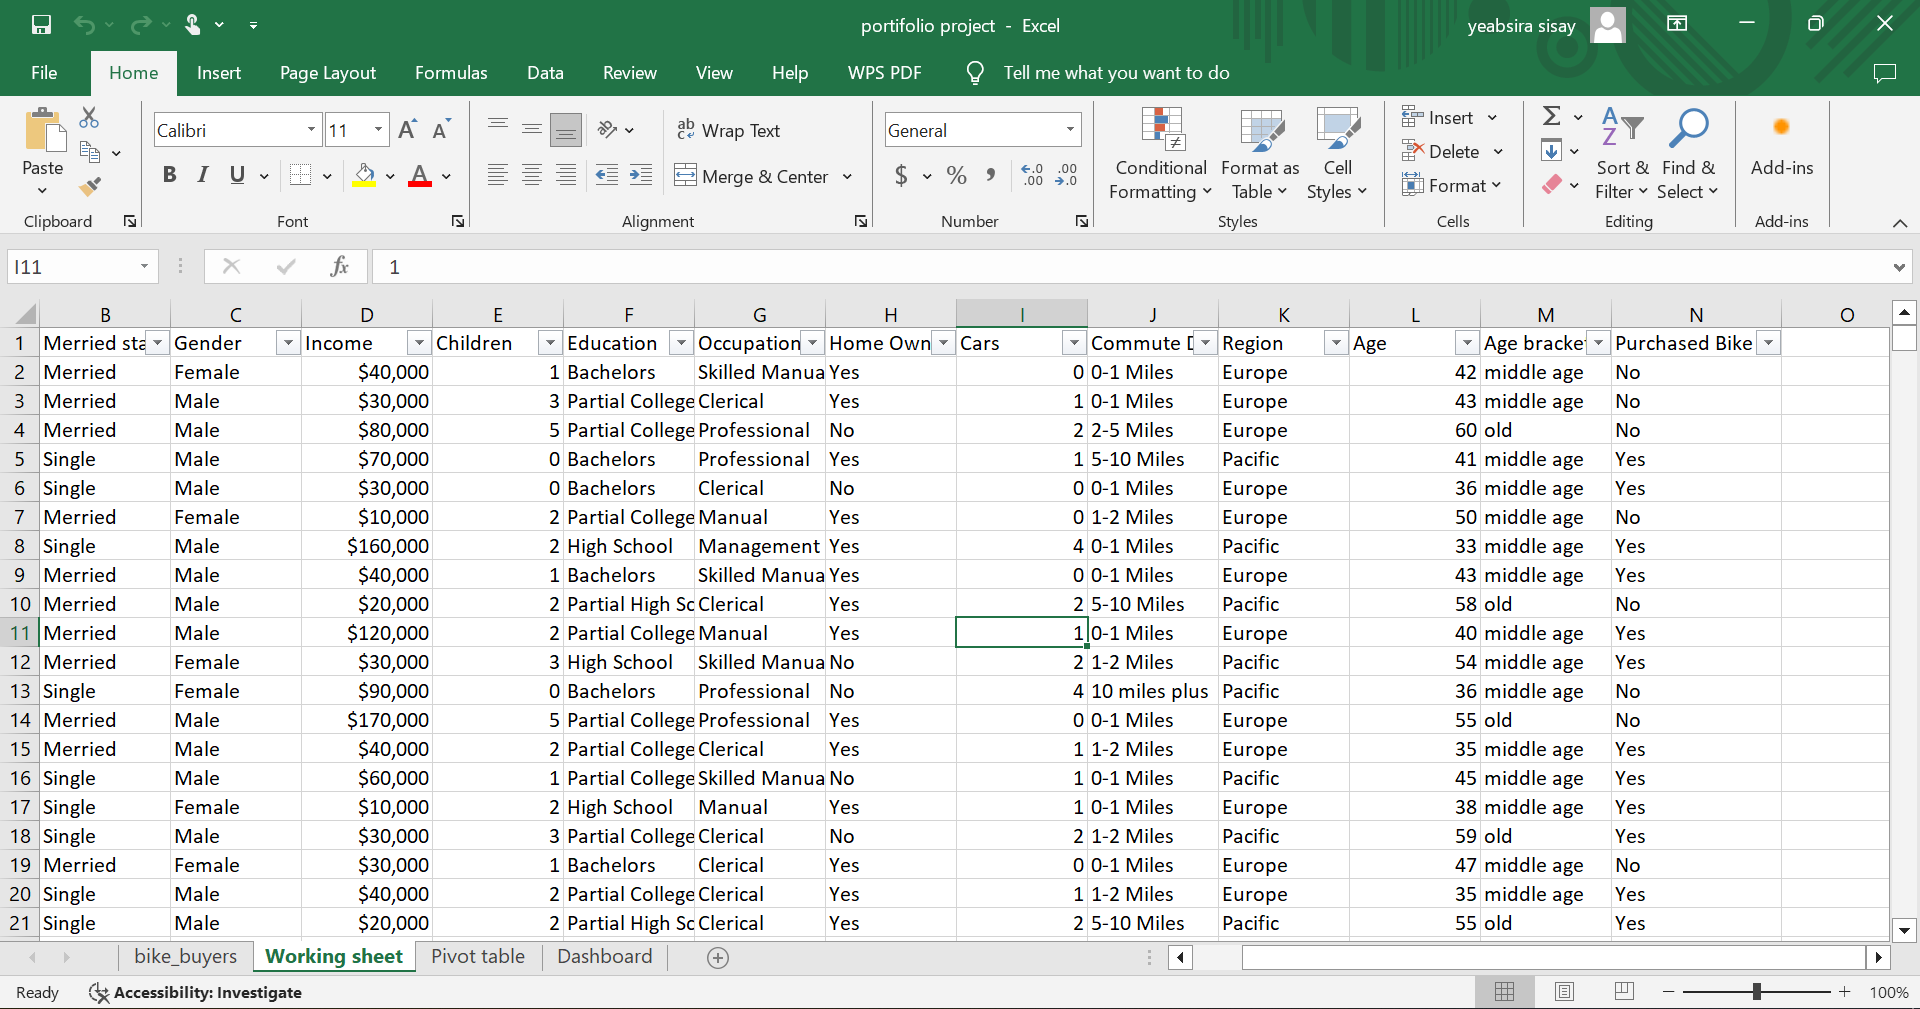 portifolio project - Excel
yeabsira sisay
File Home Insert Page Layout Formulas Data Review View Help WPS PDF Tell me what you want to do
Paste
Clipboard
Calibri 11
B I U
Font
Wrap Text
Merge & Center
Alignment
General
$ % ,
Number
Conditional Formatting
Format as Table
Cell Styles
Styles
Insert
Delete
Format
Cells
Sort & Filter
Find & Select
Editing
Add-ins
Add-ins
I11 fx 1
B C D E F G H I J K L M N O
1 Merried sta Gender Income Children Education Occupation Home Own Cars Commute D Region Age Age bracke Purchased Bike
2 Merried Female $40,000 1 Bachelors Skilled Manua Yes 0 0-1 Miles Europe 42 middle age No
3 Merried Male $30,000 3 Partial College Clerical Yes 1 0-1 Miles Europe 43 middle age No
4 Merried Male $80,000 5 Partial College Professional No 2 2-5 Miles Europe 60 old No
5 Single Male $70,000 0 Bachelors Professional Yes 1 5-10 Miles Pacific 41 middle age Yes
6 Single Male $30,000 0 Bachelors Clerical No 0 0-1 Miles Europe 36 middle age Yes
7 Merried Female $10,000 2 Partial College Manual Yes 0 1-2 Miles Europe 50 middle age No
8 Single Male $160,000 2 High School Management Yes 4 0-1 Miles Pacific 33 middle age Yes
9 Merried Male $40,000 1 Bachelors Skilled Manua Yes 0 0-1 Miles Europe 43 middle age Yes
10 Merried Male $20,000 2 Partial High Sc Clerical Yes 2 5-10 Miles Pacific 58 old No
11 Merried Male $120,000 2 Partial College Manual Yes 1 0-1 Miles Europe 40 middle age Yes
12 Merried Female $30,000 3 High School Skilled Manua No 2 1-2 Miles Pacific 54 middle age Yes
13 Single Female $90,000 0 Bachelors Professional No 4 10 miles plus Pacific 36 middle age No
14 Merried Male $170,000 5 Partial College Professional Yes 0 0-1 Miles Europe 55 old No
15 Merried Male $40,000 2 Partial College Clerical Yes 1 1-2 Miles Europe 35 middle age Yes
16 Single Male $60,000 1 Partial College Skilled Manua No 1 0-1 Miles Pacific 45 middle age Yes
17 Single Female $10,000 2 High School Manual Yes 1 0-1 Miles Europe 38 middle age Yes
18 Single Male $30,000 3 Partial College Clerical No 2 1-2 Miles Pacific 59 old Yes
19 Merried Female $30,000 1 Bachelors Clerical Yes 0 0-1 Miles Europe 47 middle age No
20 Single Male $40,000 2 Partial College Clerical Yes 1 1-2 Miles Europe 35 middle age Yes
21 Single Male $20,000 2 Partial High Sc Clerical Yes 2 5-10 Miles Pacific 55 old Yes
bike_buyers Working sheet Pivot table Dashboard
Ready Accessibility: Investigate 100%